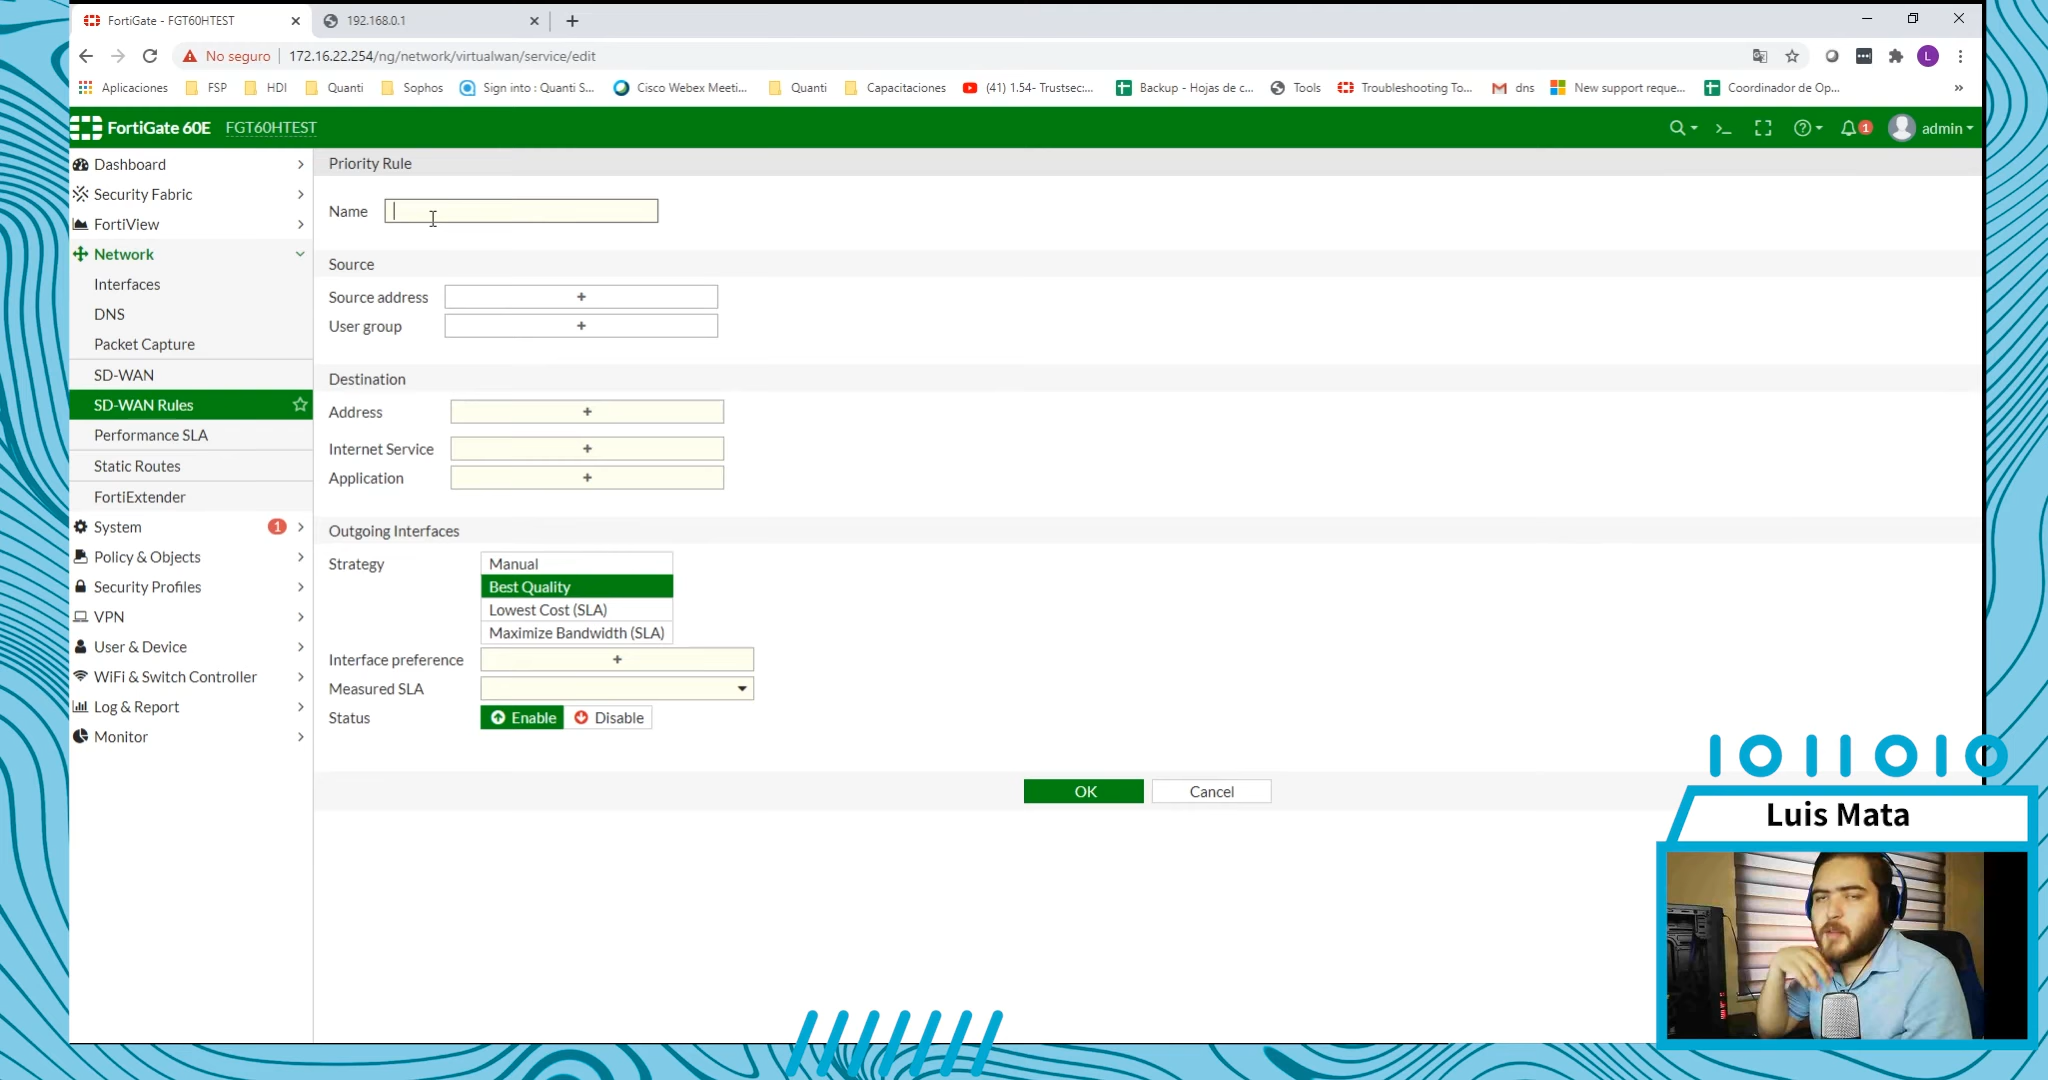 FortiGate - FGT60HTEST
192.168.0.1
No seguro
172.16.22.254/ng/network/virtualwan/service/edit
Aplicaciones
FSP
HDI
Quanti
Sophos
Sign into : Quanti S...
Cisco Webex Meeti...
Quanti
Capacitaciones
(41) 1.54- Trustsec:...
Backup - Hojas de c...
Tools
Troubleshooting To...
dns
New support reque...
Coordinador de Op...
FortiGate 60E
FGT60HTEST
1
admin
Dashboard
Security Fabric
FortiView
Network
Interfaces
DNS
Packet Capture
SD-WAN
SD-WAN Rules
Performance SLA
Static Routes
FortiExtender
System
1
Policy & Objects
Security Profiles
VPN
User & Device
WiFi & Switch Controller
Log & Report
Monitor
Priority Rule
Name
Source
Source address
User group
Destination
Address
Internet Service
Application
Outgoing Interfaces
Strategy
Manual
Best Quality
Lowest Cost (SLA)
Maximize Bandwidth (SLA)
Interface preference
Measured SLA
Status
Enable
Disable
OK
Cancel
L
1011010
Luis Mata